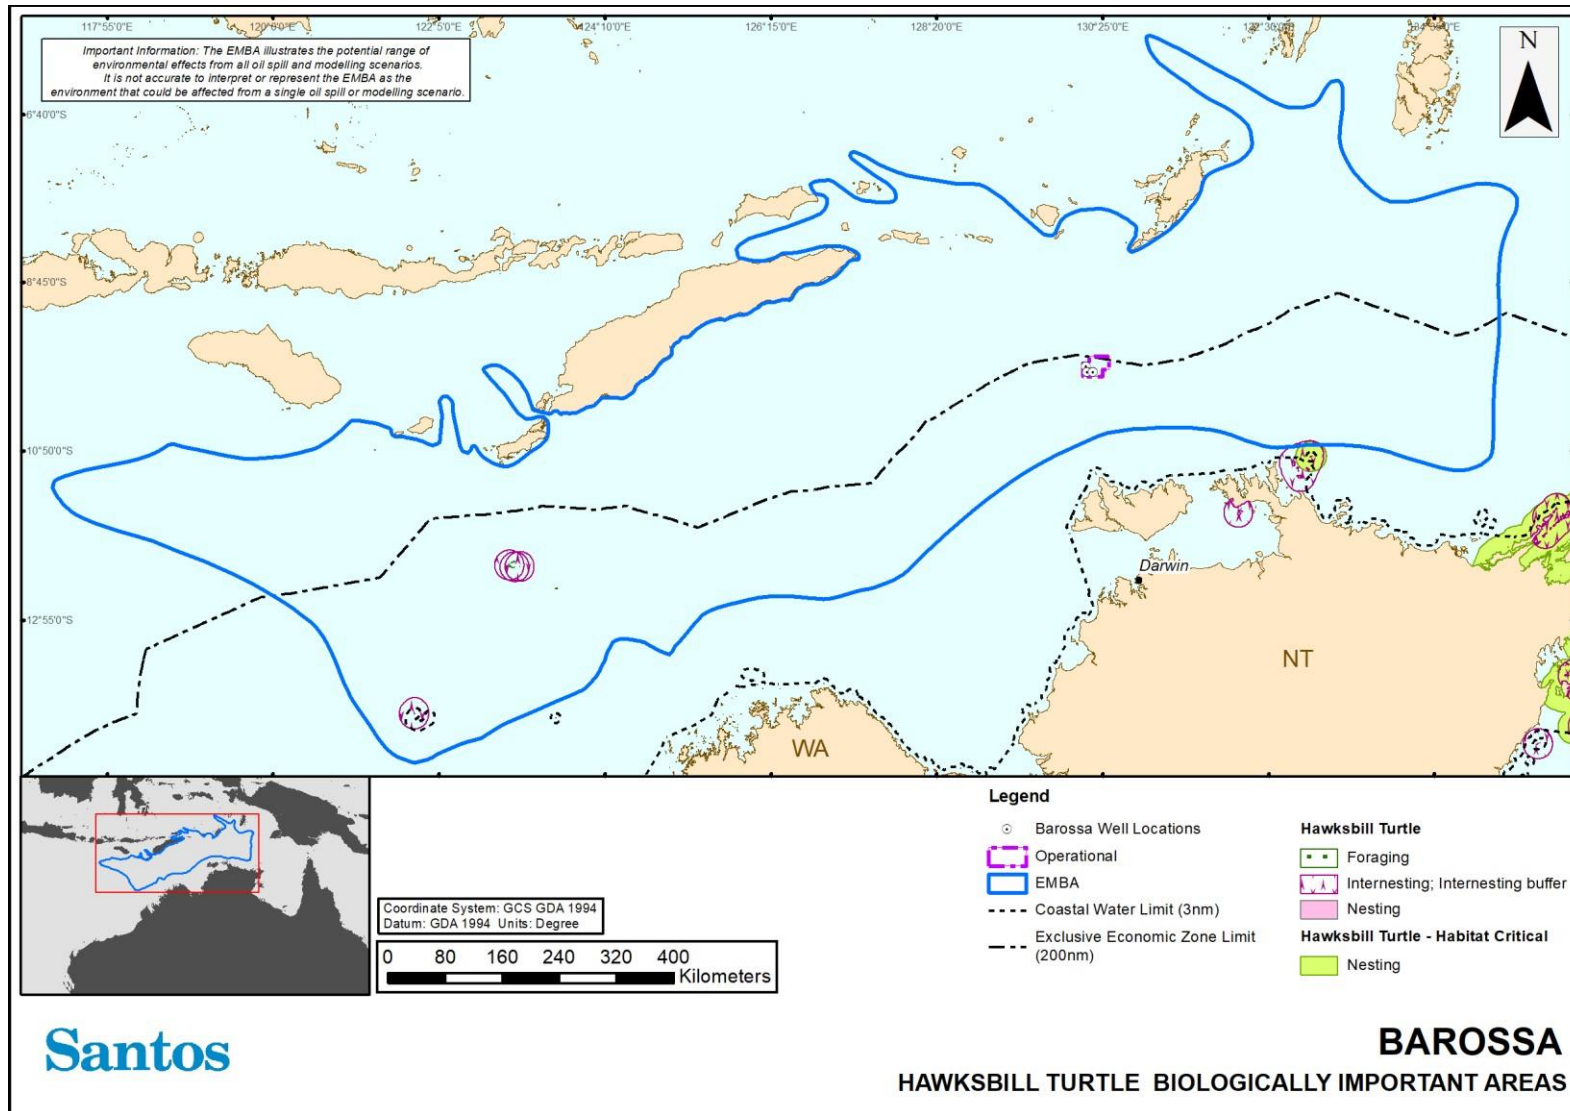 117°55'0"E
120°0'0"E
122°5'0"E
124°10'0"E
126°15'0"E
128°20'0"E
130°25'0"E
132°30'0"E
Important Information: The EMBA illustrates the potential range of
environmental effects from all oil spill and modelling scenarios.
It is not accurate to interpret or represent the EMBA as the
environment that could be affected from a single oil spill or modelling scenario.
N
6°40'0"S
8°45'0"S
10°50'0"S
12°55'0"S
Darwin
NT
WA
Coordinate System: GCS GDA 1994
Datum: GDA 1994 Units: Degree
0 80 160 240 320 400
Kilometers
Legend
Barossa Well Locations
Operational
EMBA
Coastal Water Limit (3nm)
Exclusive Economic Zone Limit
(200nm)
Hawksbill Turtle
Foraging
Internesting; Internesting buffer
Nesting
Hawksbill Turtle - Habitat Critical
Nesting
Santos
BAROSSA
HAWKSBILL TURTLE BIOLOGICALLY IMPORTANT AREAS